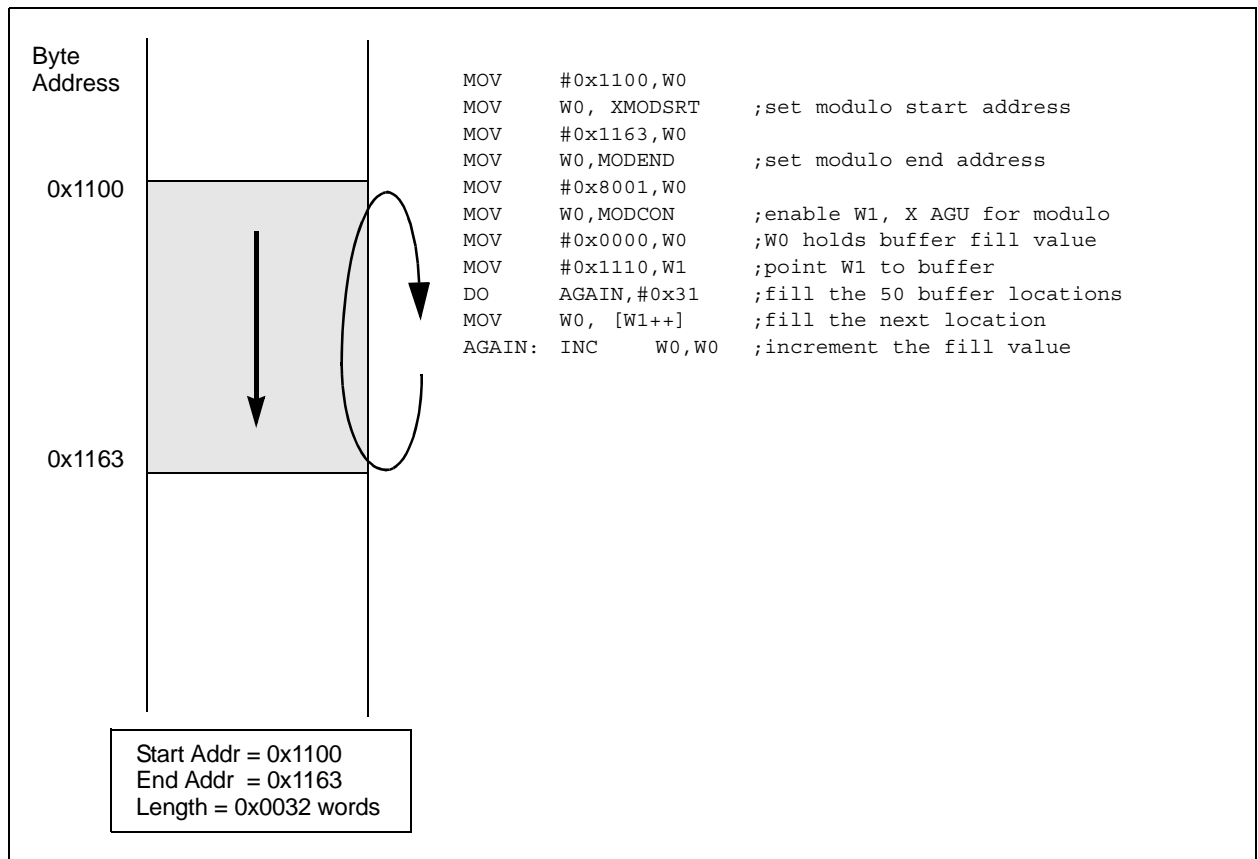 Byte
Address
MOV #0x1100,W0
MOV W0, XMODSRT ;set modulo start address
MOV #0x1163,W0
MOV W0,MODEND ;set modulo end address
MOV #0x8001,W0
MOV W0,MODCON ;enable W1, X AGU for modulo
MOV #0x0000,W0 ;W0 holds buffer fill value
MOV #0x1110,W1 ;point W1 to buffer
DO AGAIN,#0x31 ;fill the 50 buffer locations
MOV W0, [W1++] ;fill the next location
AGAIN: INC W0,W0 ;increment the fill value
0x1100
0x1163
Start Addr = 0x1100
End Addr = 0x1163
Length = 0x0032 words